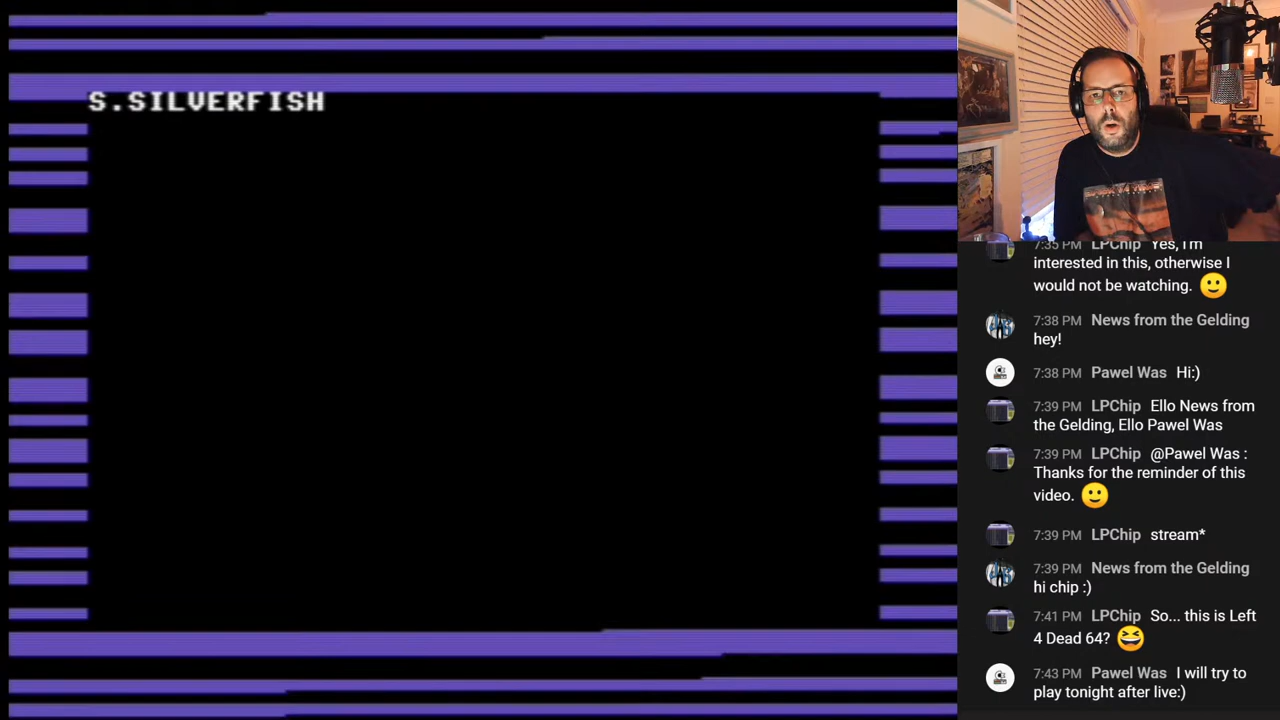 S.SILVERFISH
7:35 PM LPChip Yes, I'm
interested in this, otherwise I
would not be watching. 🙂
7:38 PM News from the Gelding
hey!
7:38 PM Pawel Was Hi:)
7:39 PM LPChip Ello News from
the Gelding, Ello Pawel Was
7:39 PM LPChip @Pawel Was :
Thanks for the reminder of this
video. 🙂
7:39 PM LPChip stream*
7:39 PM News from the Gelding
hi chip :)
7:41 PM LPChip So... this is Left
4 Dead 64? 😆
7:43 PM Pawel Was I will try to
play tonight after live:)